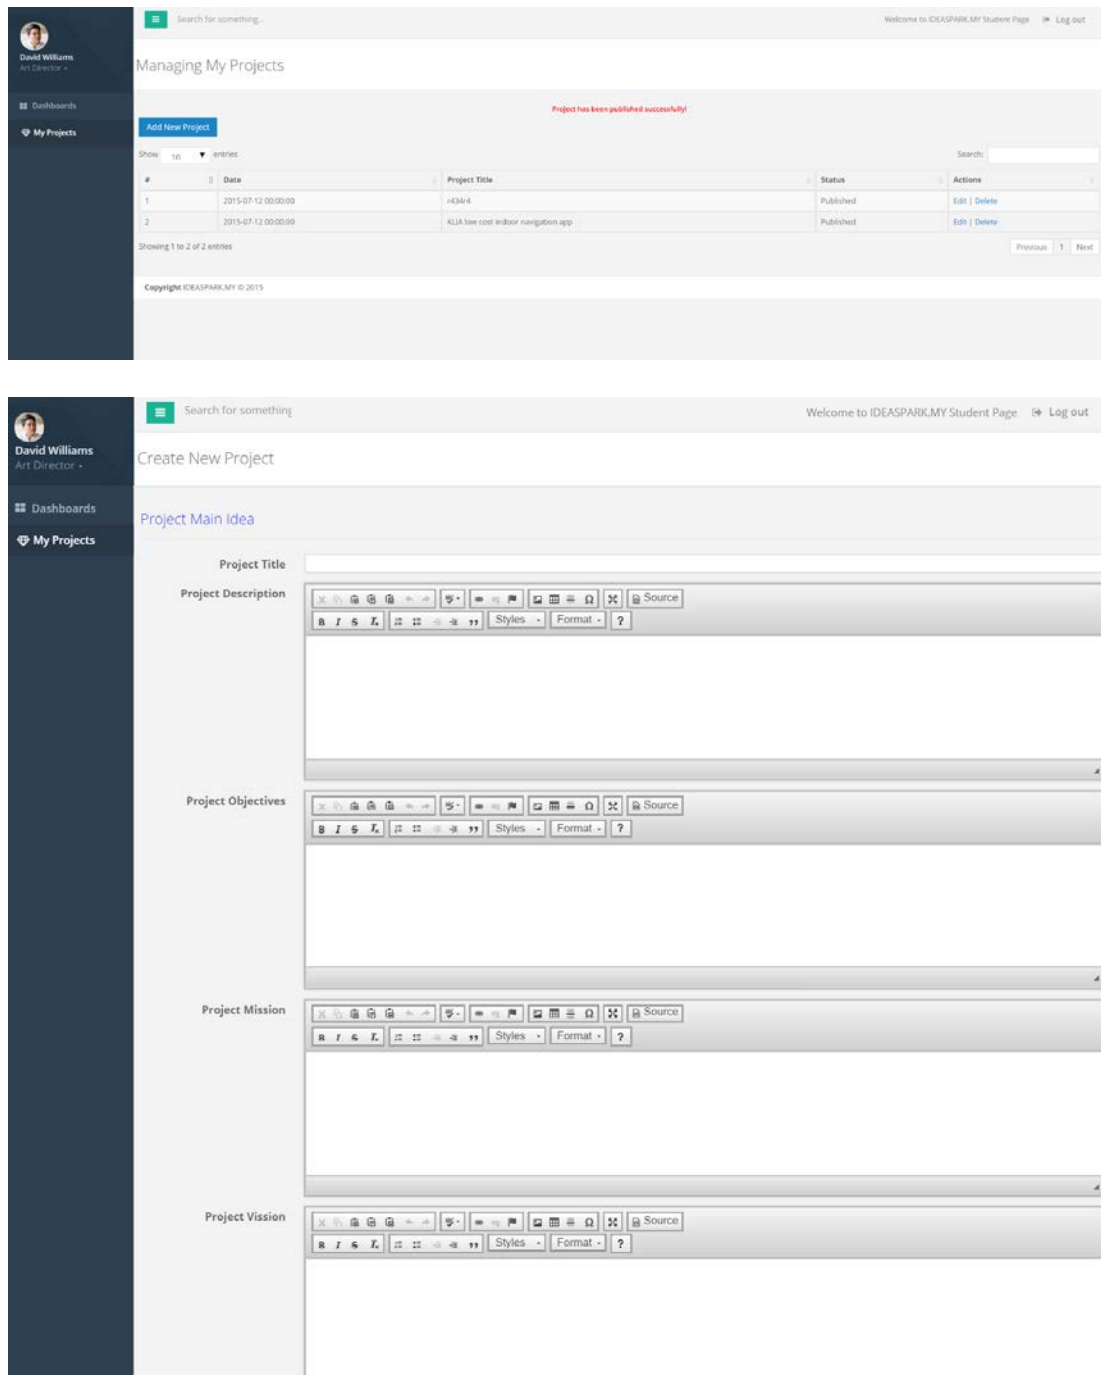 Search for something...
Welcome to IDEASPARK.MY Student Page Log out
David Williams
Art Director
Managing My Projects
Dashboards
My Projects
Project has been published successfully!
Add New Project
Show 10 entries
Search:
# Date Project Title Status Actions
1 2015-07-12 00:00:00 r434r4 Published Edit | Delete
2 2015-07-12 00:00:00 KLIA low cost indoor navigation app Published Edit | Delete
Showing 1 to 2 of 2 entries
Previous 1 Next
Copyright IDEASPARK.MY © 2015
Search for something
Welcome to IDEASPARK.MY Student Page Log out
David Williams
Art Director
Create New Project
Dashboards
My Projects
Project Main Idea
Project Title
Project Description
Source
B I S Ix Styles Format ?
Project Objectives
Source
B I S Ix Styles Format ?
Project Mission
Source
B I S Ix Styles Format ?
Project Vission
Source
B I S Ix Styles Format ?